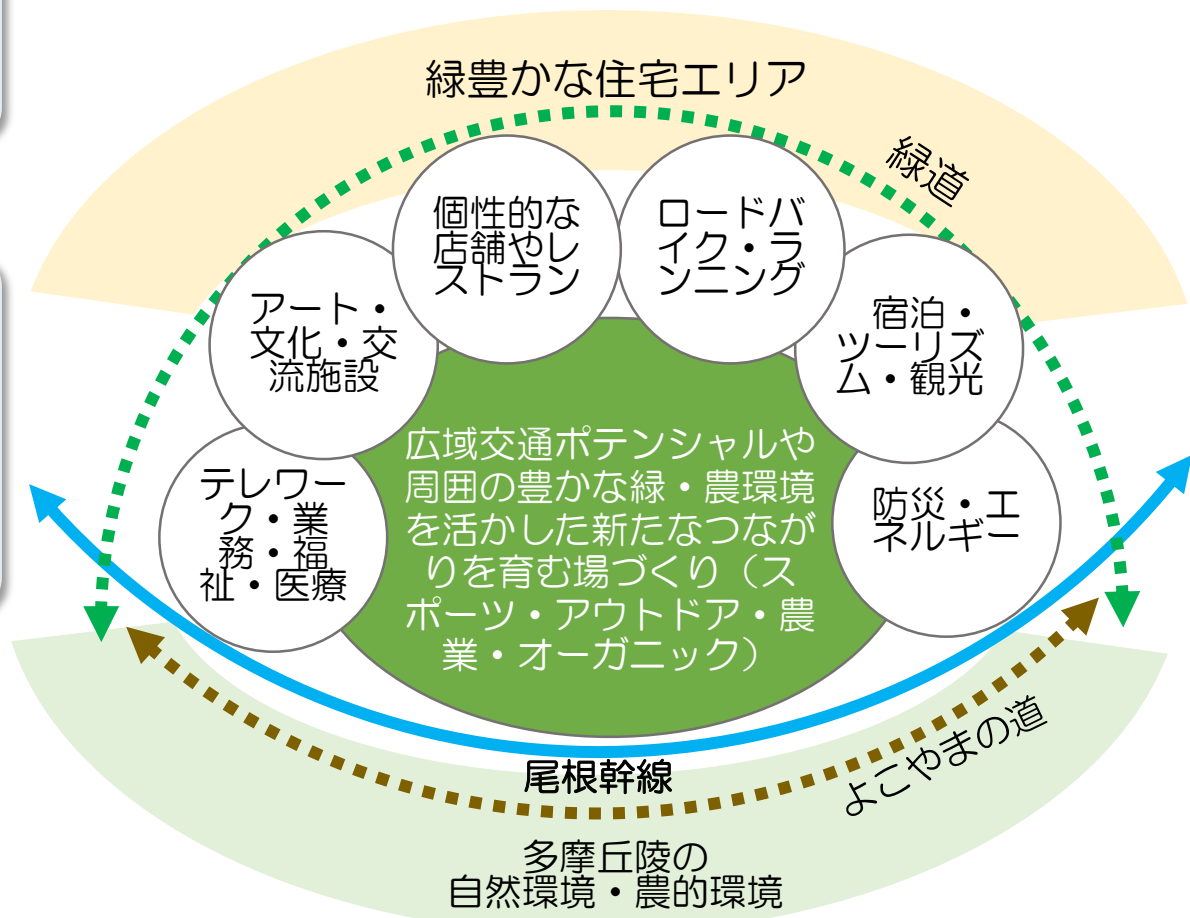 緑豊かな住宅エリア
緑道
個性的な
店舗やレ
ストラン
ロードバ
イク・ラ
ンニング
アート・
文化・交
流施設
宿泊・
ツーリズ
ム・観光
テレワー
ク・業
務・福
祉・医療
広域交通ポテンシャルや
周囲の豊かな緑・農環境
を活かした新たなつなが
りを育む場づくり（ス
ポーツ・アウトドア・農
業・オーガニック）
防災・エ
ネルギー
尾根幹線
よこやまの道
多摩丘陵の
自然環境・農的環境